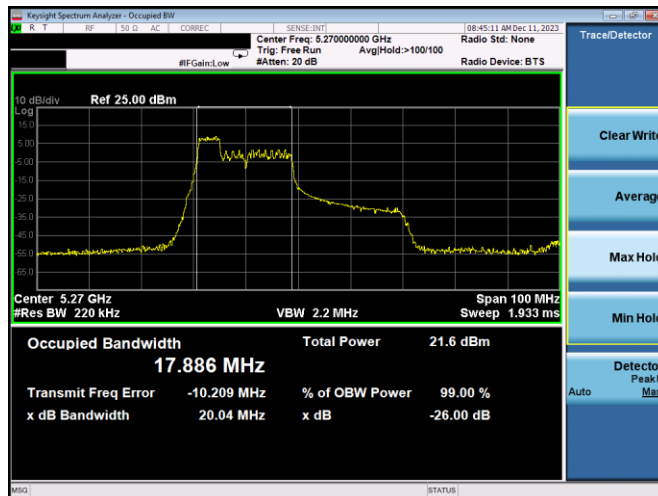 Keysight Spectrum Analyzer - Occupied BW
R T RF 50 Ω AC CORREC SENSE:INT 08:45:11 AM Dec 11, 2023
Center Freq: 5.270000000 GHz Radio Std: None
Trig: Free Run Avg|Hold:>100/100
#IFGain:Low #Atten: 20 dB Radio Device: BTS
Trace/Detector
10 dB/div Ref 25.00 dBm
Log
15.0
5.00
-5.00
-15.0
-25.0
-35.0
-45.0
-55.0
-65.0
Center 5.27 GHz Span 100 MHz
#Res BW 220 kHz VBW 2.2 MHz Sweep 1.933 ms
Occupied Bandwidth Total Power 21.6 dBm
17.886 MHz
Transmit Freq Error -10.209 MHz % of OBW Power 99.00 %
x dB Bandwidth 20.04 MHz x dB -26.00 dB
Clear Write
Average
Max Hold
Min Hold
Detector
Peak
Auto Man
MSG STATUS